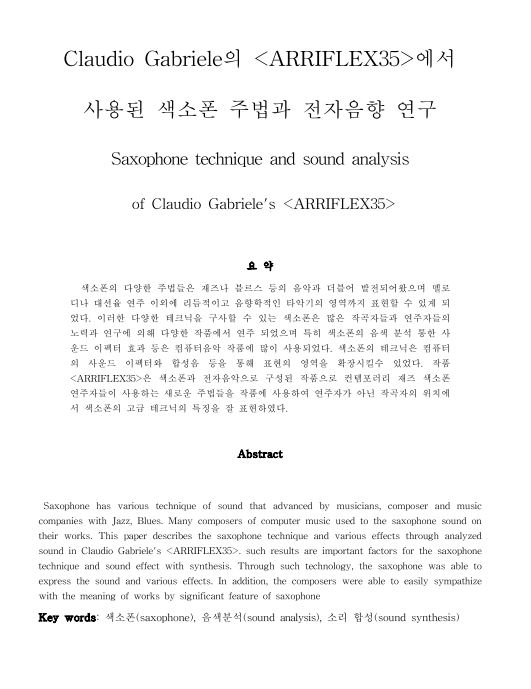 Claudio Gabriele의 <ARRIFLEX35>에서
사용된 색소폰 주법과 전자음향 연구
Saxophone technique and sound analysis
of Claudio Gabriele's <ARRIFLEX35>
요 약
색소폰의 다양한 주법들은 재즈나 블르스 등의 음악과 더블어 발전되어왔으며 멜로
디나 대선율 연주 이외에 리듬적이고 음향학적인 타악기의 영역까지 표현할 수 있게 되
었다. 이러한 다양한 테크닉을 구사할 수 있는 색소폰은 많은 작곡자들과 연주자들의
노력과 연구에 의해 다양한 작품에서 연주 되었으며 특히 색소폰의 음색 분석 통한 사
운드 이펙터 효과 등은 컴퓨터음악 작품에 많이 사용되었다. 색소폰의 테크닉은 컴퓨터
의 사운드 이펙터와 합성음 등을 통해 표현의 영역을 확장시킬수 있었다. 작품
<ARRIFLEX35>은 색소폰과 전자음악으로 구성된 작품으로 컨템포러리 재즈 색소폰
연주자들이 사용하는 새로운 주법들을 작품에 사용하여 연주자가 아닌 작곡자의 위치에
서 색소폰의 고급 테크닉의 특징을 잘 표현하였다.
Abstract
Saxophone has various technique of sound that advanced by musicians, composer and music
companies with Jazz, Blues. Many composers of computer music used to the saxophone sound on
their works. This paper describes the saxophone technique and various effects through analyzed
sound in Claudio Gabriele's <ARRIFLEX35>. such results are important factors for the saxophone
technique and sound effect with synthesis. Through such technology, the saxophone was able to
express the sound and various effects. In addition, the composers were able to easily sympathize
with the meaning of works by significant feature of saxophone
Key words: 색소폰(saxophone), 음색분석(sound analysis), 소리 합성(sound synthesis)